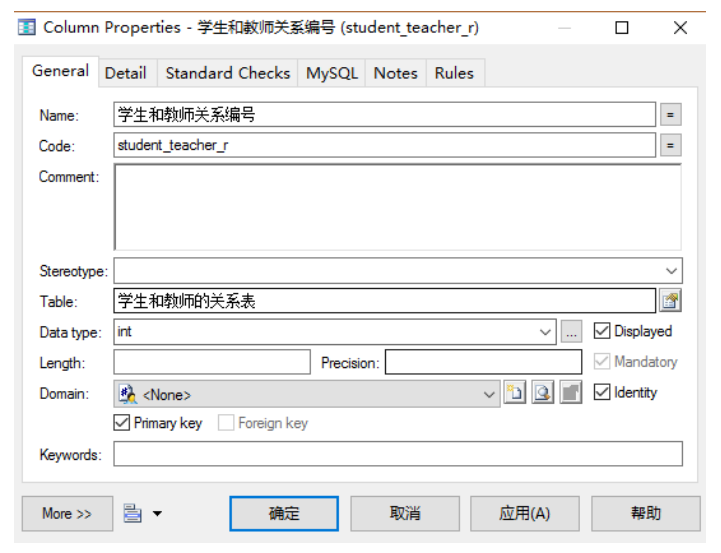 Column Properties - 学生和教师关系编号 (student_teacher_r)
General Detail Standard Checks MySQL Notes Rules
Name: 学生和教师关系编号 =
Code: student_teacher_r =
Comment:
Stereotype:
Table: 学生和教师的关系表
Data type: int ... Displayed
Length: Precision: Mandatory
Domain: <None> Identity
Primary key Foreign key
Keywords:
More >> 确定 取消 应用(A) 帮助